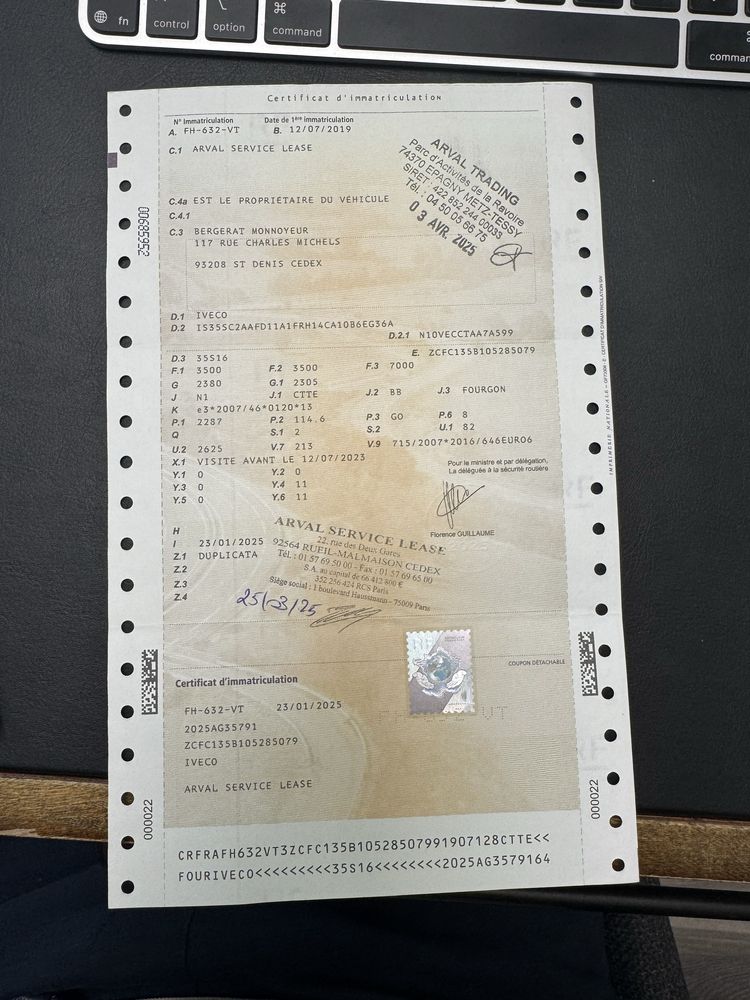 fn
control
option
⌘
command
comman
Certificat d'immatriculation
N° Immatriculation Date de 1ère immatriculation
A. FH-632-VT B. 12/07/2019
C.1 ARVAL SERVICE LEASE
ARVAL TRADING
Parc d'Activités de la Ravoire
74370 EPAGNY METZ-TESSY
SIRET : 422 852 244 00033
Tél. : 04 50 05 66 75
03 AVR. 2025
C.4a EST LE PROPRIÉTAIRE DU VÉHICULE
C.4.1
C.3 BERGERAT MONNOYEUR
117 RUE CHARLES MICHELS
93208 ST DENIS CEDEX
D.1 IVECO
D.2 IS35SC2AAFD11A1FRH14CA10B6EG36A
D.2.1 N10VECCTAA7A599
D.3 35S16 E. ZCFC135B105285079
F.1 3500 F.2 3500 F.3 7000
G 2380 G.1 2305
J N1 J.1 CTTE J.2 BB J.3 FOURGON
K e3*2007/46*0120*13
P.1 2287 P.2 114.6 P.3 GO P.6 8
Q S.1 2 S.2 U.1 82
U.2 2625 V.7 213 V.9 715/2007*2016/646EURO6
X.1 VISITE AVANT LE 12/07/2023
Y.1 0 Y.2 0
Y.3 0 Y.4 11
Y.5 0 Y.6 11
Pour le ministre et par délégation,
La déléguée à la sécurité routière
Florence GUILLAUME
H
I 23/01/2025
Z.1 DUPLICATA
Z.2
Z.3
Z.4
ARVAL SERVICE LEASE
22, rue des Deux Gares
92564 RUEIL-MALMAISON CEDEX
Tél. : 01 57 69 50 00 - Fax : 01 57 69 65 00
S.A. au capital de 66 412 800 €
352 256 424 RCS Paris
Siège social : 1 boulevard Haussmann - 75009 Paris
25/03/25
COUPON DÉTACHABLE
Certificat d'immatriculation
FH-632-VT 23/01/2025
2025AG35791
ZCFC135B105285079
IVECO
ARVAL SERVICE LEASE
CRFRAFH632VT3ZCFC135B10528507991907128CTTE<<
FOURIVECO<<<<<<<<<35S16<<<<<<<<2025AG3579164
00685952
000022
000022